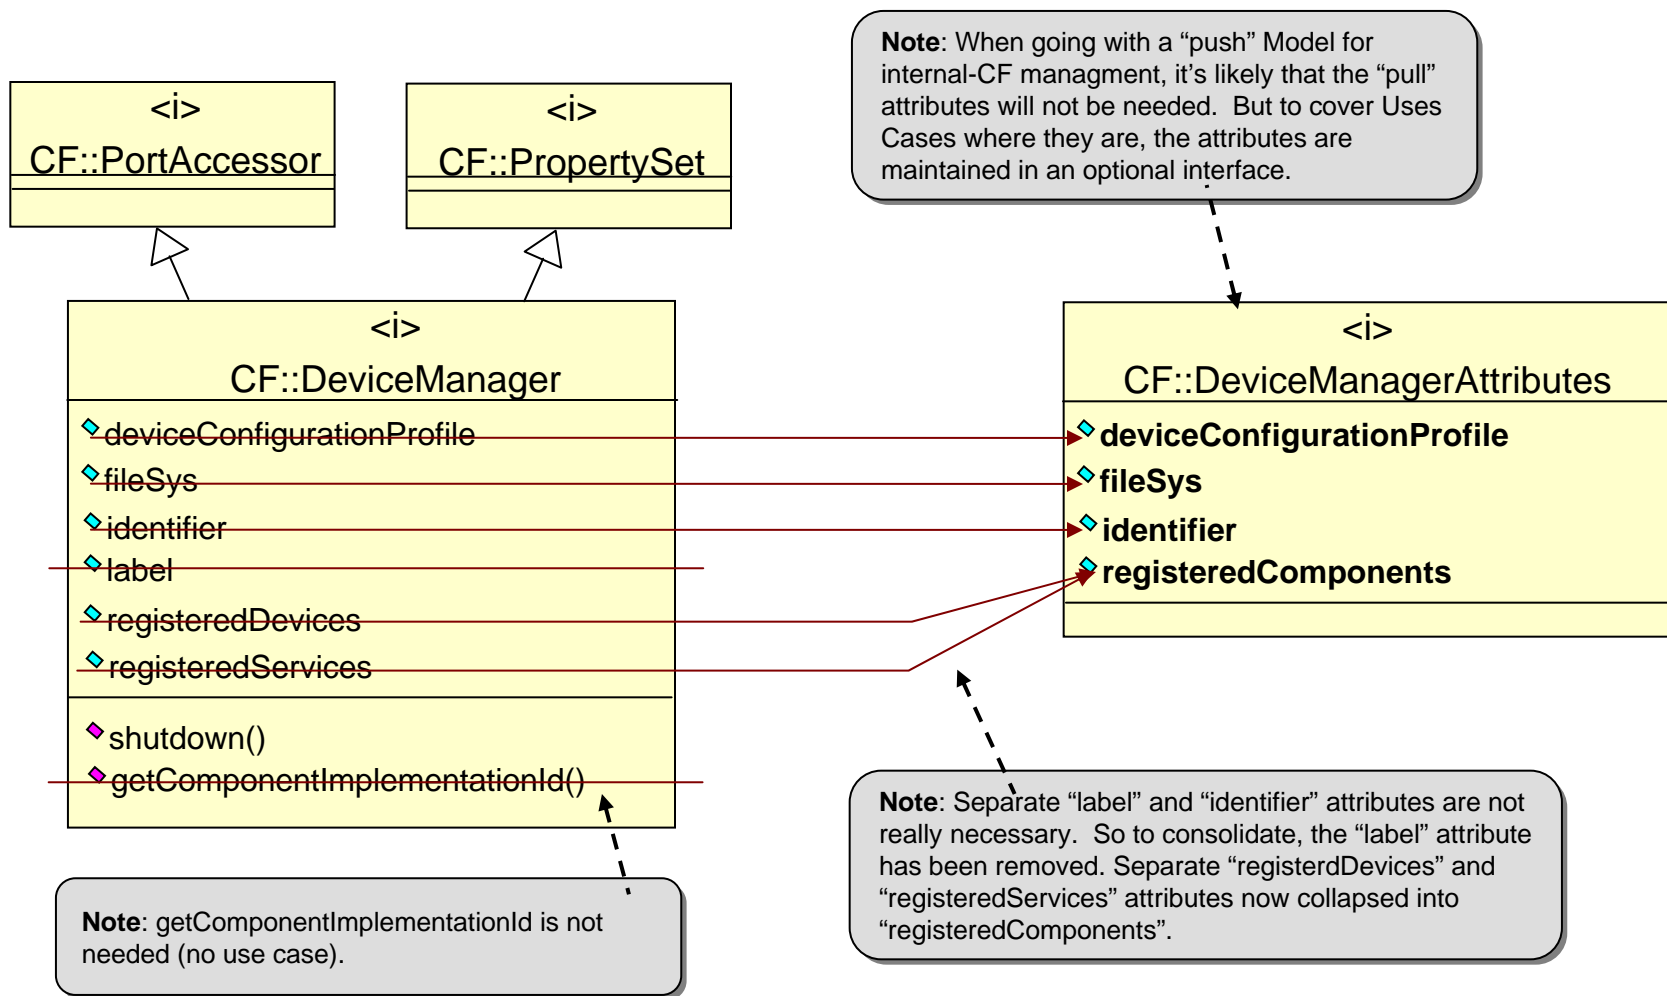 Note: When going with a “push” Model for
internal-CF managment, it’s likely that the “pull”
attributes will not be needed.  But to cover Uses
Cases where they are, the attributes are
maintained in an optional interface.
<i>
CF::PortAccessor
<i>
CF::PropertySet
<i>
CF::DeviceManager
deviceConfigurationProfile
fileSys
identifier
label
registeredDevices
registeredServices
shutdown()
getComponentImplementationId()
<i>
CF::DeviceManagerAttributes
deviceConfigurationProfile
fileSys
identifier
registeredComponents
Note: Separate “label” and “identifier” attributes are not
really necessary.  So to consolidate, the “label” attribute
has been removed. Separate “registerdDevices” and
“registeredServices” attributes now collapsed into
“registeredComponents”.
Note: getComponentImplementationId is not
needed (no use case).